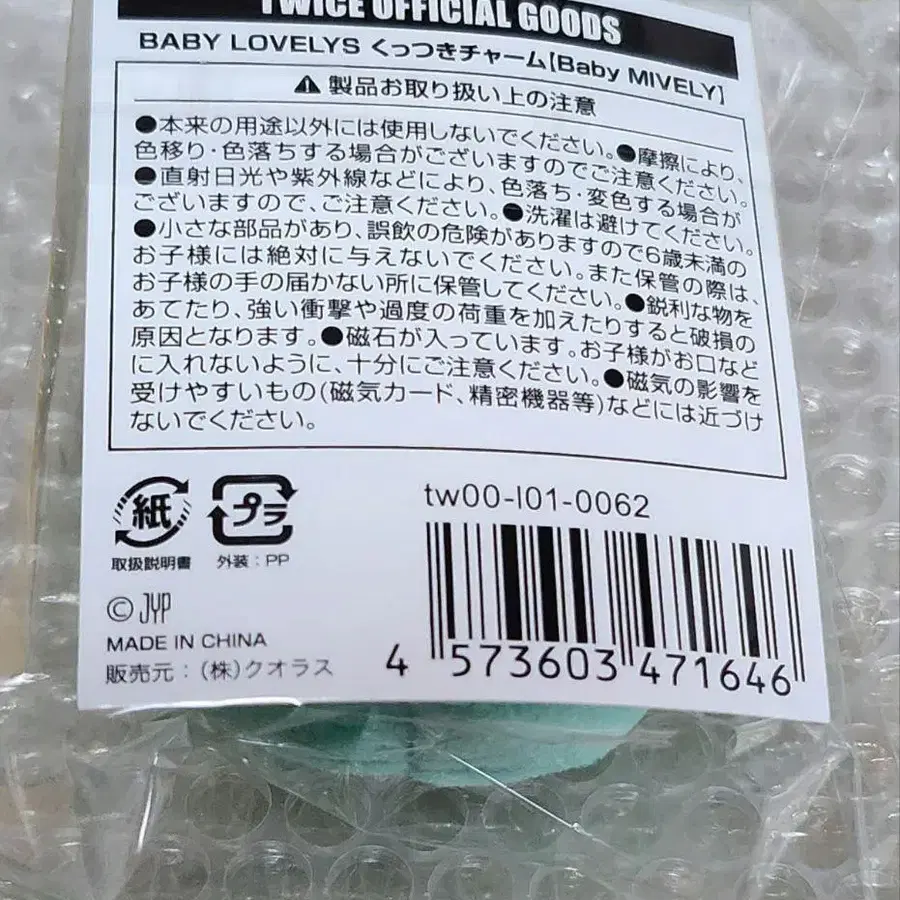 TWICE OFFICIAL GOODS
BABY LOVELYS くっつきチャーム【Baby MIVELY】
製品お取り扱い上の注意
●本来の用途以外には使用しないでください。●摩擦により、
色移り・色落ちする場合がございますのでご注意ください。
●直射日光や紫外線などにより、色落ち・変色する場合が
ございますので、ご注意ください。●洗濯は避けてください。
●小さな部品があり、誤飲の危険がありますので6歳未満の
お子様には絶対に与えないでください。また保管の際は、
お子様の手の届かない所に保管してください。●鋭利な物を
あてたり、強い衝撃や過度の荷重を加えたりすると破損の
原因となります。●磁石が入っています。お子様がお口など
に入れないように、十分にご注意ください。●磁気の影響を
受けやすいもの(磁気カード、精密機器等)などには近づけ
ないでください。
紙
プラ
取扱説明書
外装：PP
tw00-I01-0062
© JYP
MADE IN CHINA
販売元：(株)クオラス
4 573603 471646